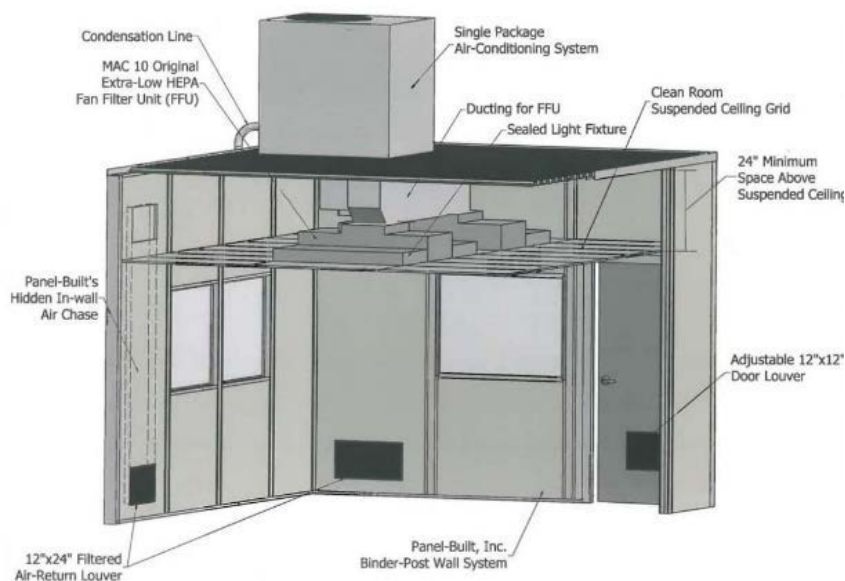 Condensation Line
MAC 10 Original
Extra-Low HEPA
Fan Filter Unit (FFU)
Single Package
Air-Conditioning System
Ducting for FFU
Sealed Light Fixture
Clean Room
Suspended Ceiling Grid
24" Minimum
Space Above
Suspended Ceiling
Panel-Built's
Hidden In-wall
Air Chase
Adjustable 12"x12"
Door Louver
12"x24" Filtered
Air-Return Louver
Panel-Built, Inc.
Binder-Post Wall System